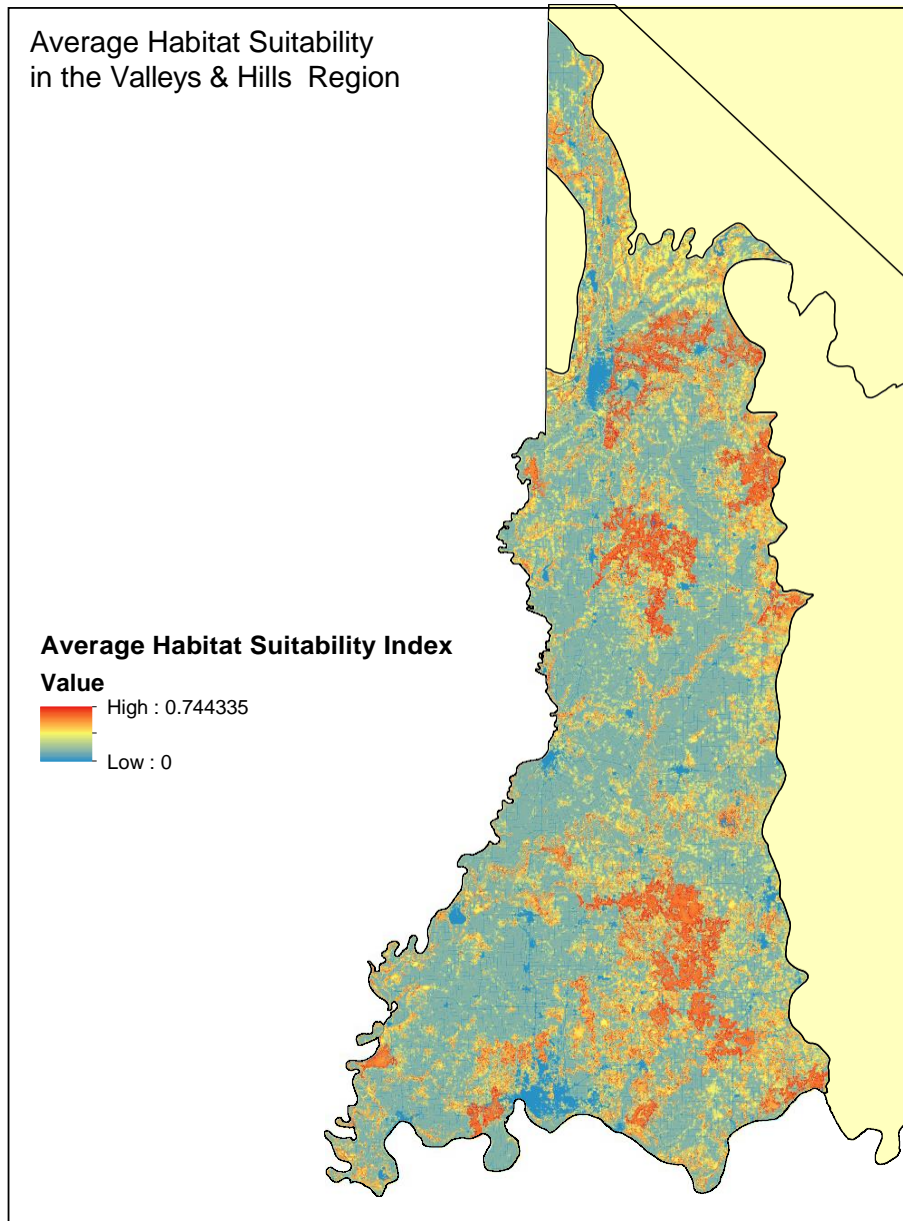 Average Habitat Suitability
in the Valleys & Hills Region
Average Habitat Suitability Index
Value
High : 0.744335
Low : 0